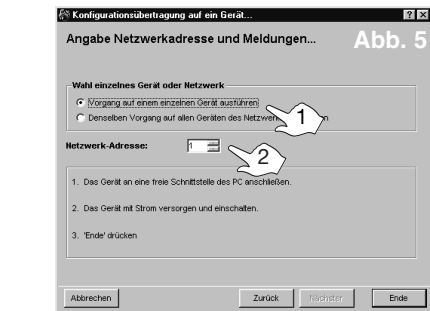 Konfigurationsübertragung auf ein Gerät...
Angabe Netzwerkadresse und Meldungen...
Abb. 5
Wahl einzelnes Gerät oder Netzwerk
Vorgang auf einem einzelnen Gerät ausführen
1
Denselben Vorgang auf allen Geräten des
Netzwerk-Adresse:
1
2
1. Das Gerät an eine freie Schnittstelle des PC anschließen.
2. Das Gerät mit Strom versorgen und einschalten.
3. 'Ende' drücken
Abbrechen
Zurück
Nächster
Ende